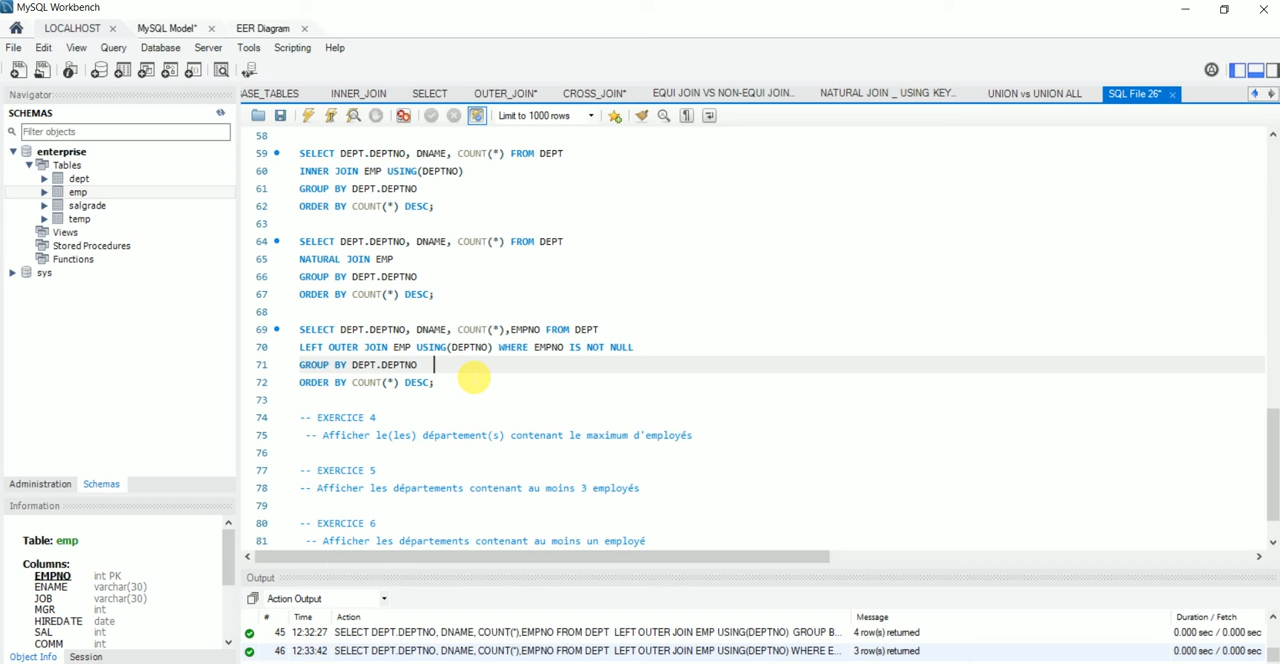 MySQL Workbench
LOCALHOST
MySQL Model*
EER Diagram
File Edit View Query Database Server Tools Scripting Help
Navigator
SCHEMAS
Filter objects
enterprise
Tables
dept
emp
salgrade
temp
Views
Stored Procedures
Functions
sys
Administration Schemas
Information
Table: emp
Columns:
EMPNO int PK
ENAME varchar(30)
JOB varchar(30)
MGR int
HIREDATE date
SAL int
COMM int
Object Info Session
ASE_TABLES INNER_JOIN SELECT OUTER_JOIN* CROSS_JOIN* EQUI JOIN VS NON-EQUI JOIN... NATURAL JOIN _ USING KEY... UNION vs UNION ALL SQL File 26*
Limit to 1000 rows
58
59 SELECT DEPT.DEPTNO, DNAME, COUNT(*) FROM DEPT
60 INNER JOIN EMP USING(DEPTNO)
61 GROUP BY DEPT.DEPTNO
62 ORDER BY COUNT(*) DESC;
63
64 SELECT DEPT.DEPTNO, DNAME, COUNT(*) FROM DEPT
65 NATURAL JOIN EMP
66 GROUP BY DEPT.DEPTNO
67 ORDER BY COUNT(*) DESC;
68
69 SELECT DEPT.DEPTNO, DNAME, COUNT(*),EMPNO FROM DEPT
70 LEFT OUTER JOIN EMP USING(DEPTNO) WHERE EMPNO IS NOT NULL
71 GROUP BY DEPT.DEPTNO
72 ORDER BY COUNT(*) DESC;
73
74 -- EXERCICE 4
75 -- Afficher le(les) département(s) contenant le maximum d'employés
76
77 -- EXERCICE 5
78 -- Afficher les départements contenant au moins 3 employés
79
80 -- EXERCICE 6
81 -- Afficher les départements contenant au moins un employé
Output
Action Output
# Time Action Message Duration / Fetch
45 12:32:27 SELECT DEPT.DEPTNO, DNAME, COUNT(*),EMPNO FROM DEPT LEFT OUTER JOIN EMP USING(DEPTNO) GROUP B... 4 row(s) returned 0.000 sec / 0.000 sec
46 12:33:42 SELECT DEPT.DEPTNO, DNAME, COUNT(*),EMPNO FROM DEPT LEFT OUTER JOIN EMP USING(DEPTNO) WHERE E... 3 row(s) returned 0.000 sec / 0.000 sec